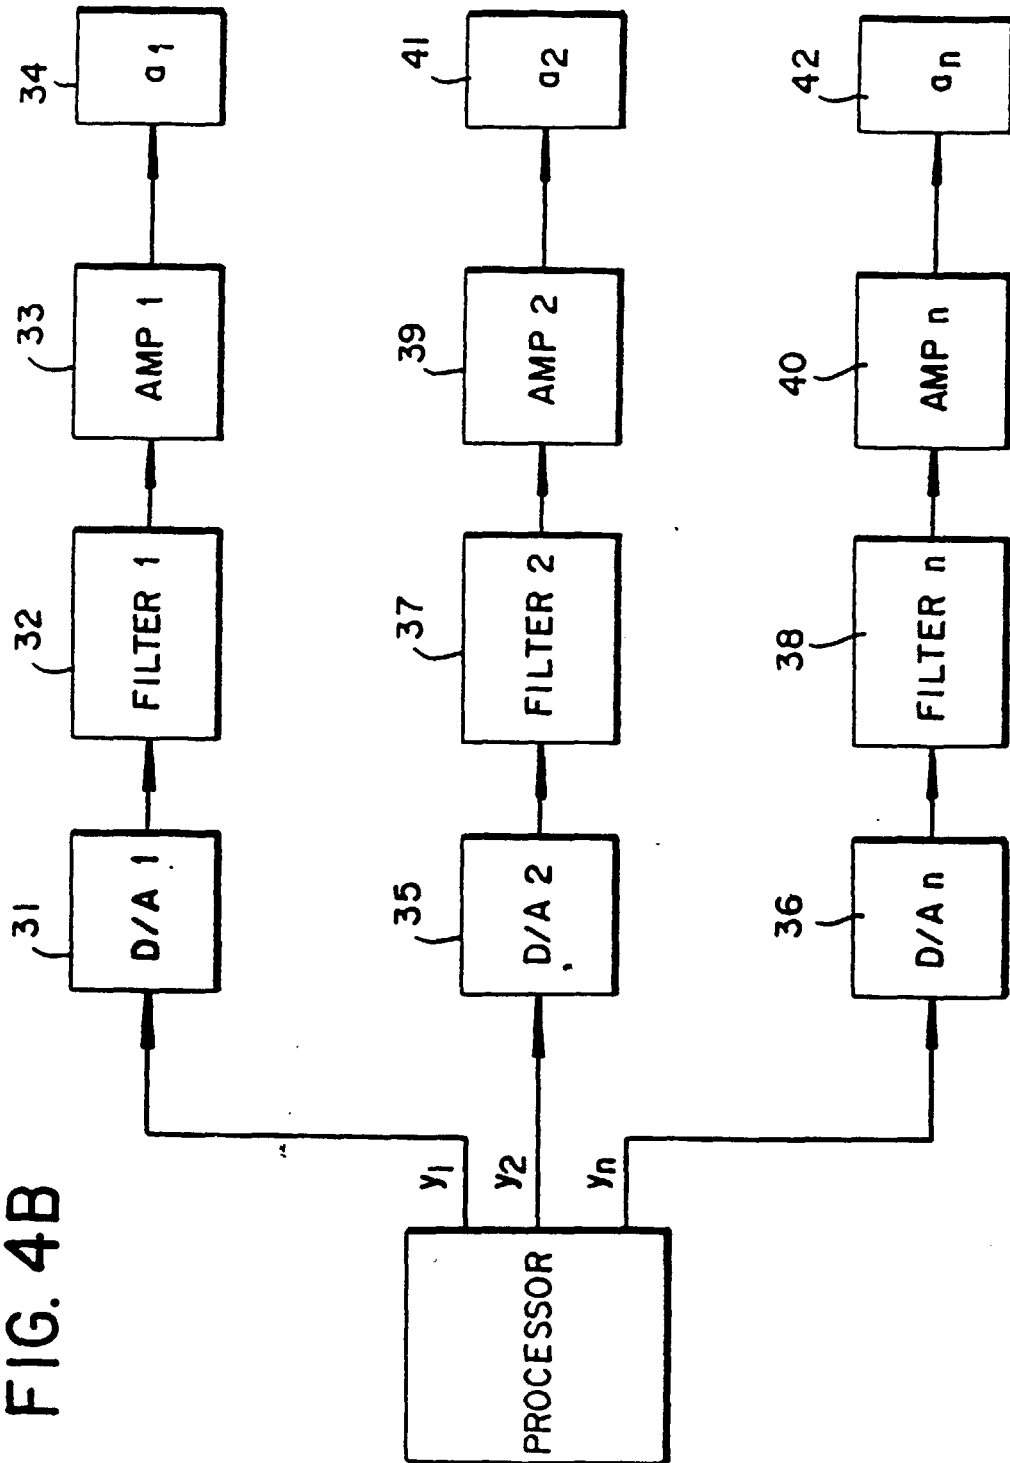 FIG. 4B
PROCESSOR
y1
y2
yn
31
D/A 1
32
FILTER 1
33
AMP 1
34
a1
35
D/A 2
37
FILTER 2
39
AMP 2
41
a2
36
D/A n
38
FILTER n
40
AMP n
42
an